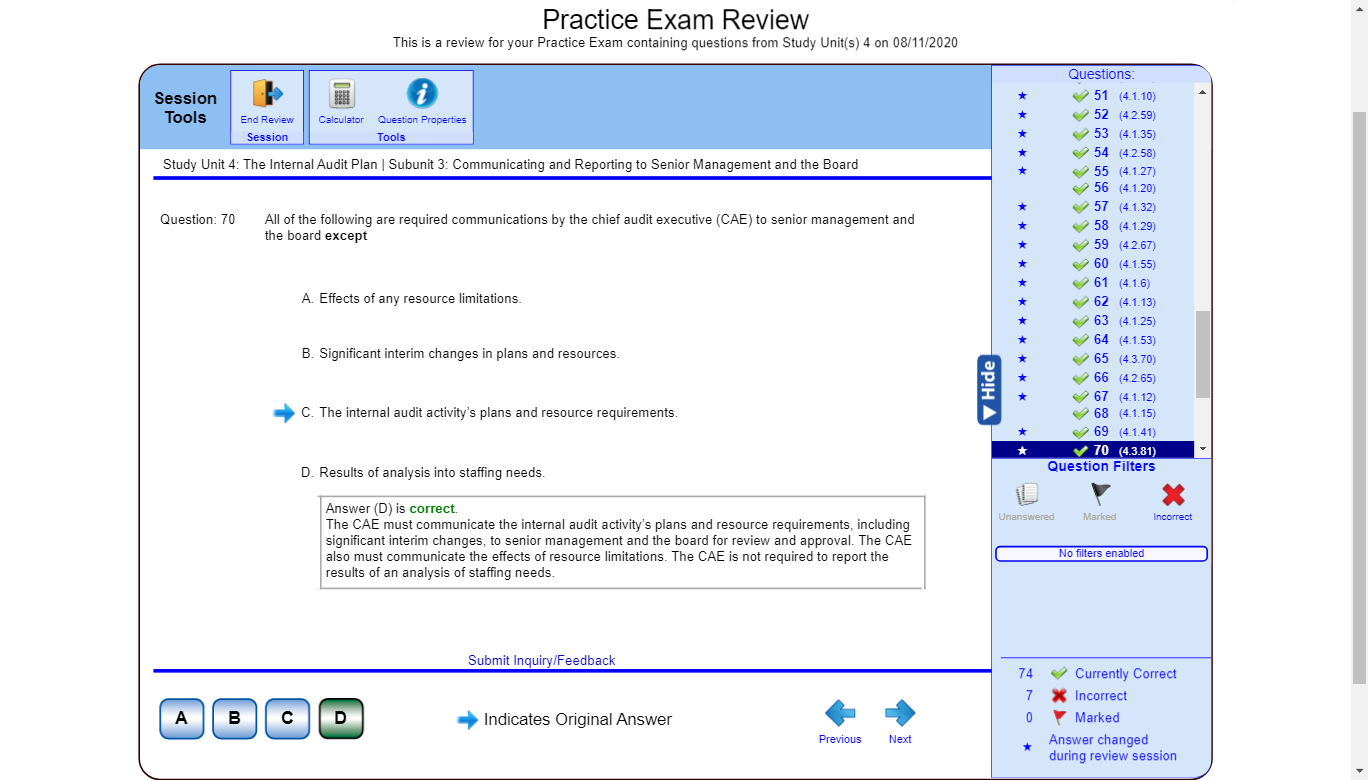 Practice Exam Review
This is a review for your Practice Exam containing questions from Study Unit(s) 4 on 08/11/2020
Session
Tools
End Review
Session
Calculator
Question Properties
Tools
Study Unit 4: The Internal Audit Plan | Subunit 3: Communicating and Reporting to Senior Management and the Board
Question: 70
All of the following are required communications by the chief audit executive (CAE) to senior management and
the board except
A. Effects of any resource limitations.
B. Significant interim changes in plans and resources.
C. The internal audit activity's plans and resource requirements.
D. Results of analysis into staffing needs.
Answer (D) is correct.
The CAE must communicate the internal audit activity's plans and resource requirements, including
significant interim changes, to senior management and the board for review and approval. The CAE
also must communicate the effects of resource limitations. The CAE is not required to report the
results of an analysis of staffing needs.
Submit Inquiry/Feedback
A
B
C
D
Indicates Original Answer
Previous
Next
Hide
Questions:
51 (4.1.10)
52 (4.2.59)
53 (4.1.35)
54 (4.2.58)
55 (4.1.27)
56 (4.1.20)
57 (4.1.32)
58 (4.1.29)
59 (4.2.67)
60 (4.1.55)
61 (4.1.6)
62 (4.1.13)
63 (4.1.25)
64 (4.1.53)
65 (4.3.70)
66 (4.2.65)
67 (4.1.12)
68 (4.1.15)
69 (4.1.41)
70 (4.3.81)
Question Filters
Unanswered
Marked
Incorrect
No filters enabled
74 Currently Correct
7 Incorrect
0 Marked
Answer changed
during review session